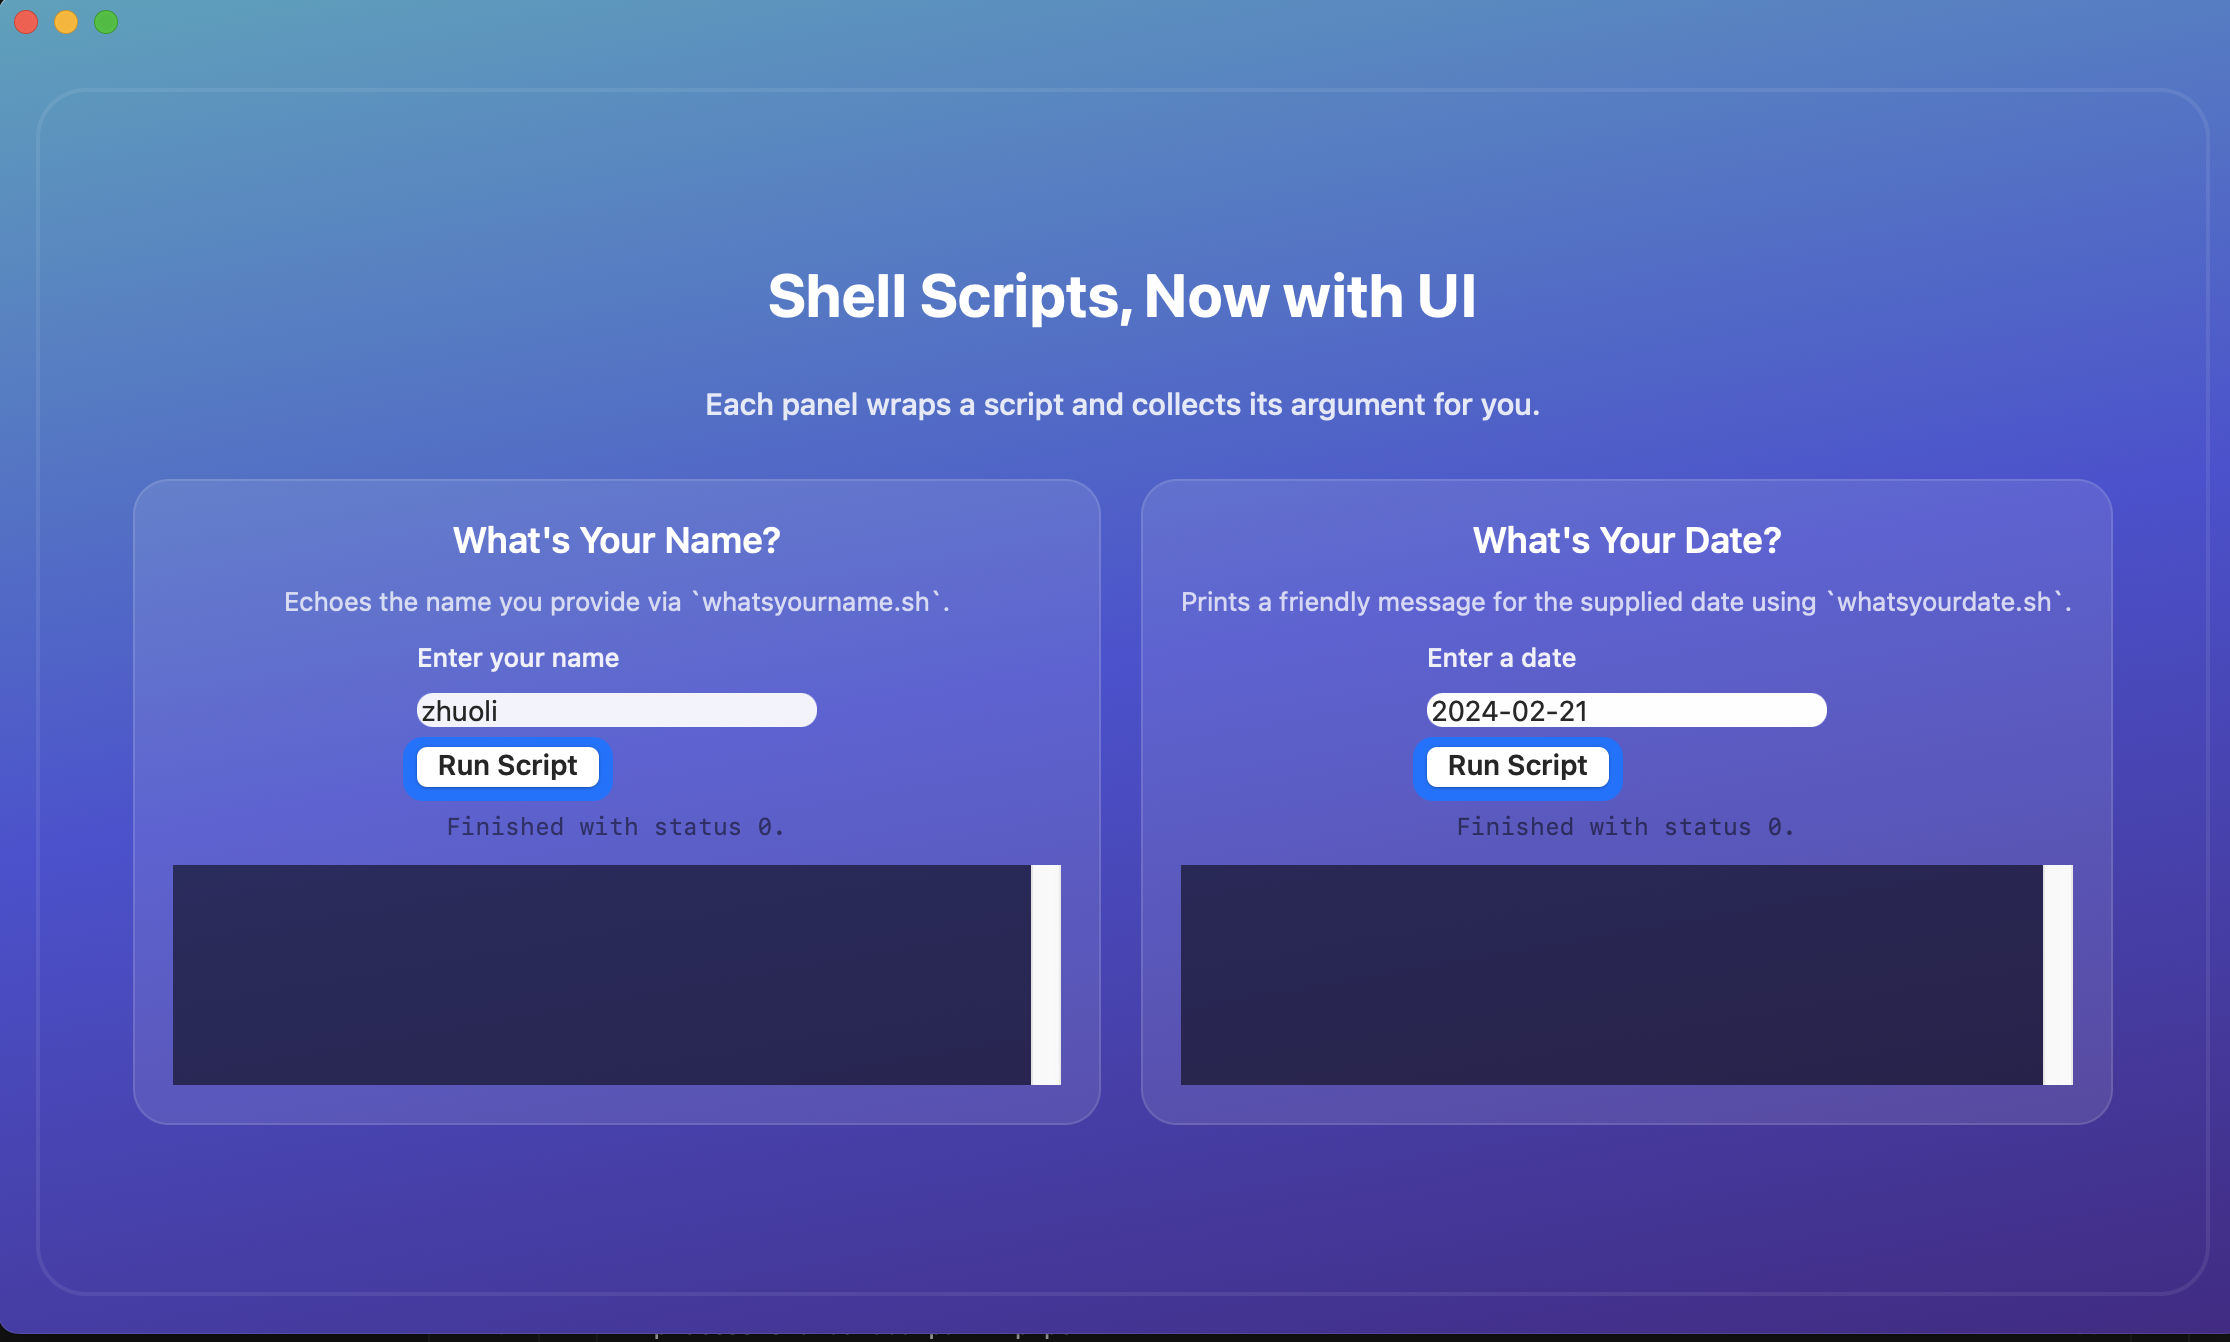 Shell Scripts, Now with UI
Each panel wraps a script and collects its argument for you.
What's Your Name?
Echoes the name you provide via `whatsyourname.sh`.
Enter your name
zhuoli
Run Script
Finished with status 0.
What's Your Date?
Prints a friendly message for the supplied date using `whatsyourdate.sh`.
Enter a date
2024-02-21
Run Script
Finished with status 0.